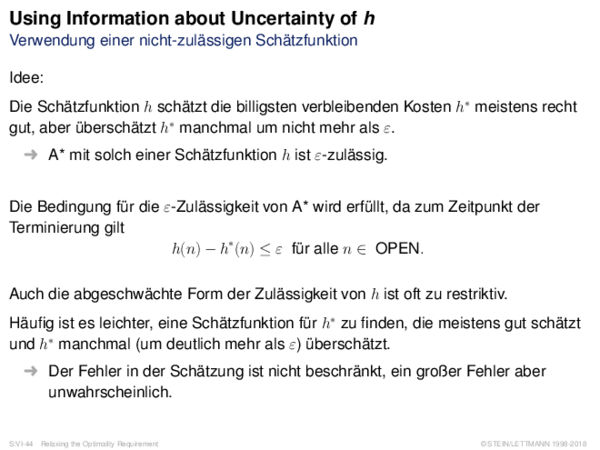 Using Information about Uncertainty of h
Verwendung einer nicht-zulässigen Schätzfunktion
Idee:
Die Schätzfunktion h schätzt die billigsten verbleibenden Kosten h* meistens recht
gut, aber überschätzt h* manchmal um nicht mehr als ε.
➜ A* mit solch einer Schätzfunktion h ist ε-zulässig.
Die Bedingung für die ε-Zulässigkeit von A* wird erfüllt, da zum Zeitpunkt der
Terminierung gilt
h(n) − h*(n) ≤ ε für alle n ∈ OPEN.
Auch die abgeschwächte Form der Zulässigkeit von h ist oft zu restriktiv.
Häufig ist es leichter, eine Schätzfunktion für h* zu finden, die meistens gut schätzt
und h* manchmal (um deutlich mehr als ε) überschätzt.
➜ Der Fehler in der Schätzung ist nicht beschränkt, ein großer Fehler aber
unwahrscheinlich.
S:VI-44 Relaxing the Optimality Requirement ©STEIN/LETTMANN 1998-2018